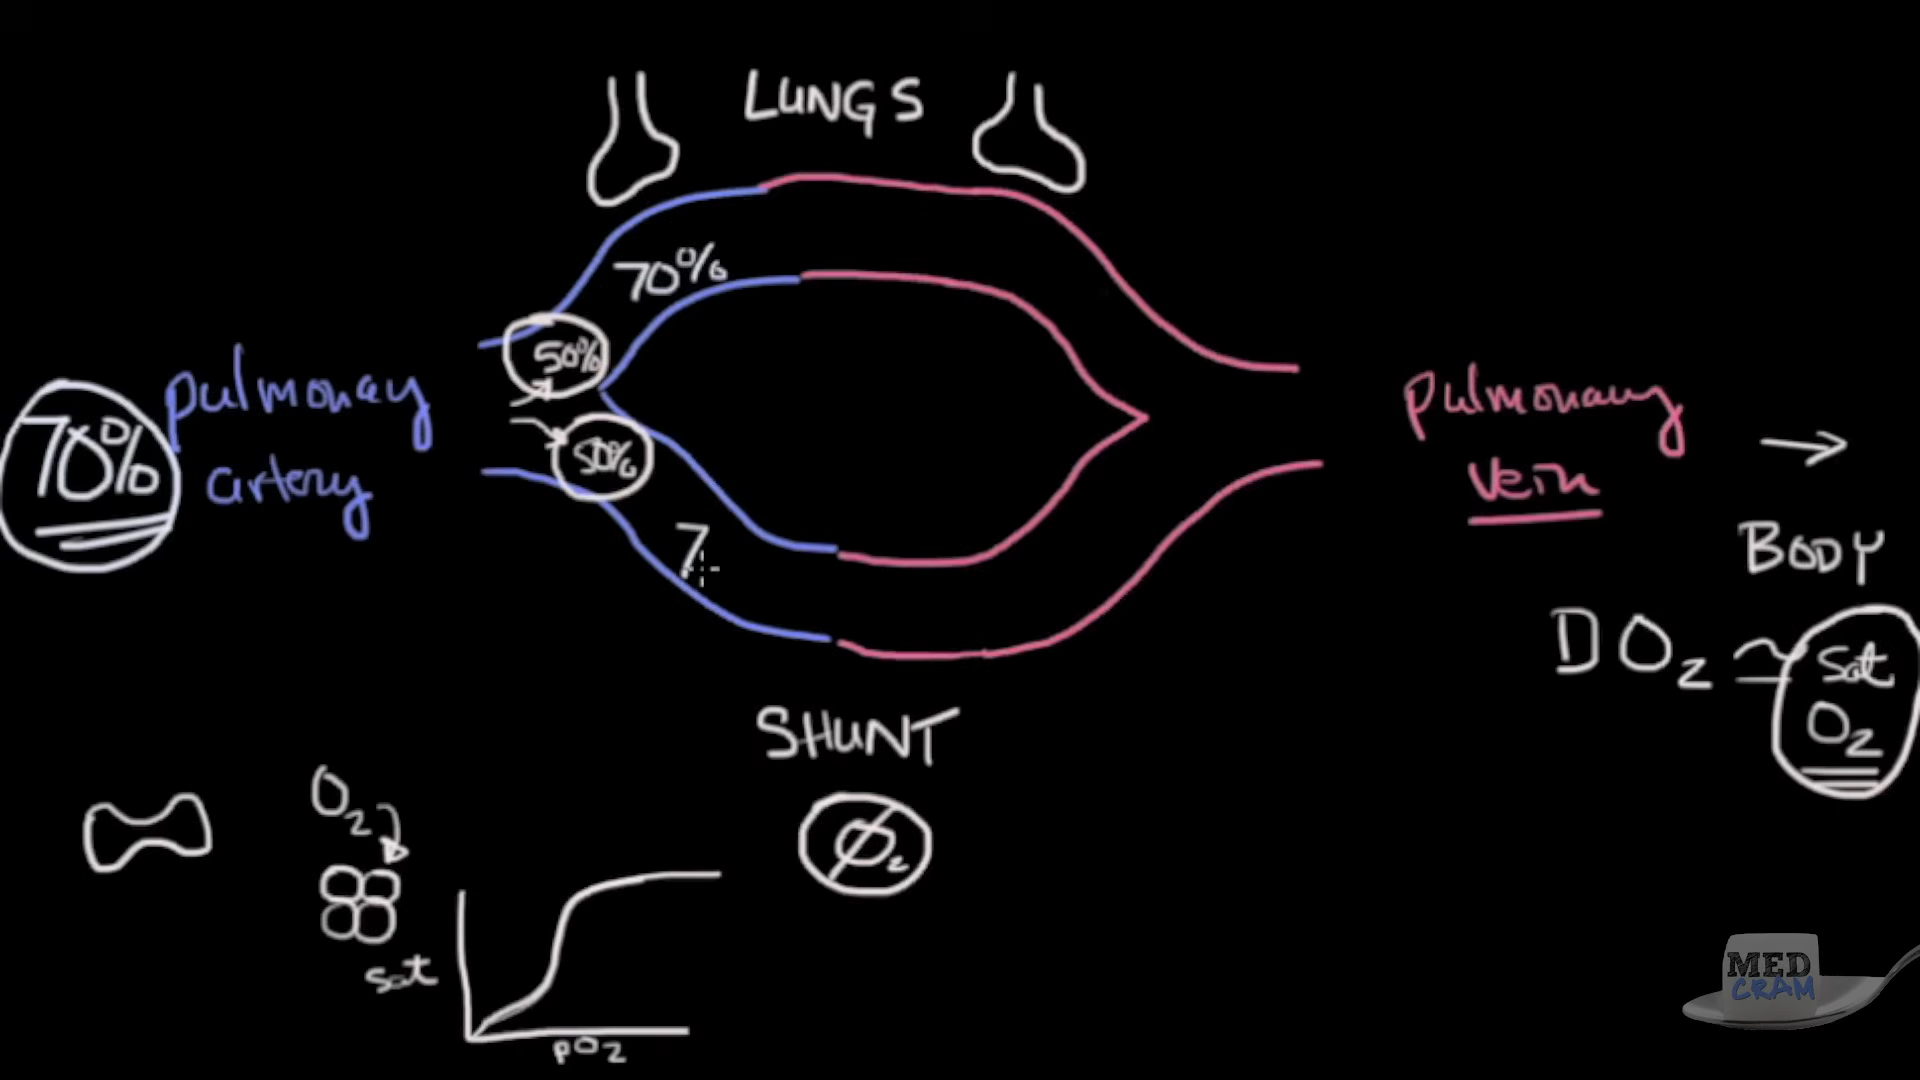 LUNGS
70%
50%
pulmonay
artery
70%
50%
7
pulmonary
vein
BODY
DO2 ≃ Sat
O2
SHUNT
O2
O2
sat
pO2
MED
CRAM